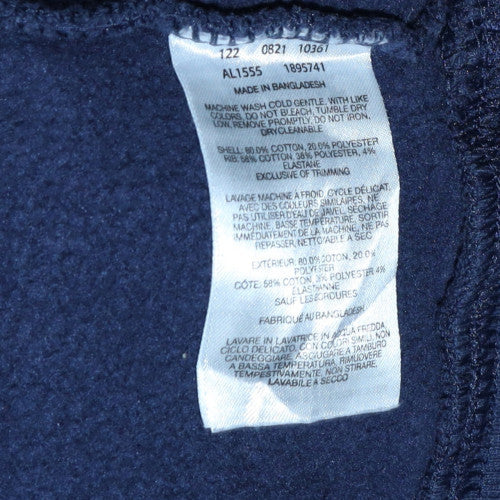 122 0821 10361
AL1555 1895741
MADE IN BANGLADESH
MACHINE WASH COLD GENTLE, WITH LIKE
COLORS, DO NOT BLEACH, TUMBLE DRY
LOW, REMOVE PROMPTLY, DO NOT IRON,
DRYCLEANABLE
SHELL: 80.0% COTTON, 20.0% POLYESTER
RIB: 58% COTTON 38% POLYESTER, 4%
ELASTANE
EXCLUSIVE OF TRIMMING
LAVAGE MACHINE À FROID, CYCLE DÉLICAT,
AVEC DES COULEURS SIMILAIRES, NE
PAS UTILISER D'EAU DE JAVEL, SÉCHAGE
MACHINE, BASSE TEMPÉRATURE, SORTIR
IMMÉDIATEMENT DE LA MACHINE, NE PAS
REPASSER, NETTOYABLE A SEC
EXTÉRIEUR: 80.0% COTON, 20.0%
POLYESTER
CÔTE: 58% COTON, 38% POLYESTER 4%
ÉLASTHANNE
SAUF LES BORDURES
FABRIQUÉ AU BANGLADESH
LAVARE IN LAVATRICE IN ACQUA FREDDA,
CICLO DELICATO, CON COLORI SIMILI, NON
CANDEGGIARE, ASCIUGARE A TAMBURO
A BASSA TEMPERATURA, RIMUOVERE
TEMPESTIVAMENTE, NON STIRARE,
LAVABILE A SECCO